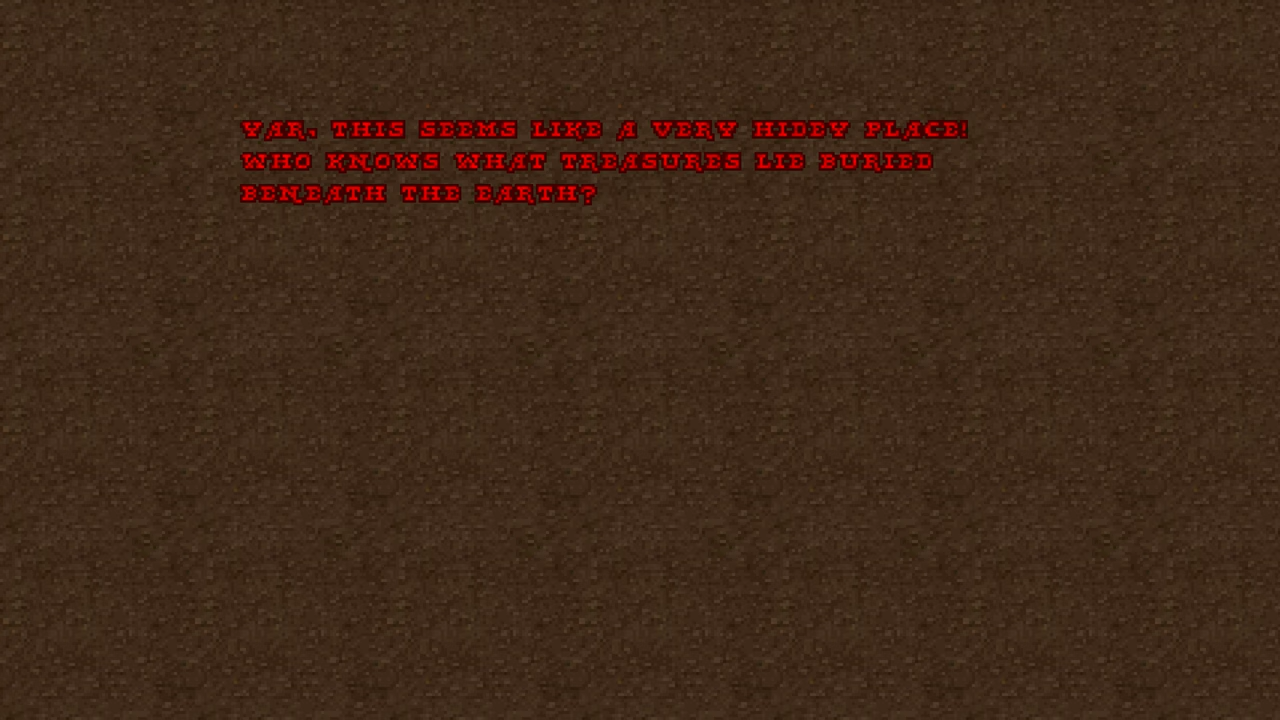 YAR, THIS SEEMS LIKE A VERY HIDEY PLACE!
WHO KNOWS WHAT TREASURES LIE BURIED
BENEATH THE EARTH?